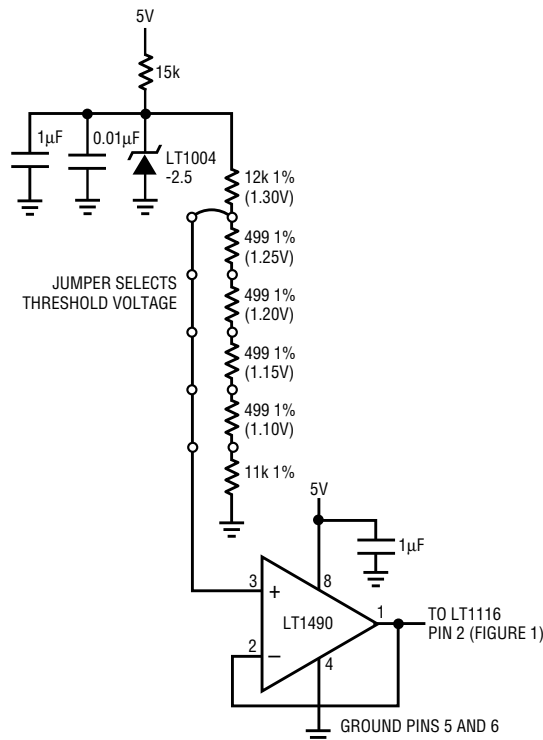 5V
15k
1µF
0.01µF
LT1004
-2.5
12k 1%
(1.30V)
499 1%
(1.25V)
JUMPER SELECTS
THRESHOLD VOLTAGE
499 1%
(1.20V)
499 1%
(1.15V)
499 1%
(1.10V)
11k 1%
5V
1µF
3
+
8
LT1490
1
TO LT1116
PIN 2 (FIGURE 1)
2
–
4
GROUND PINS 5 AND 6